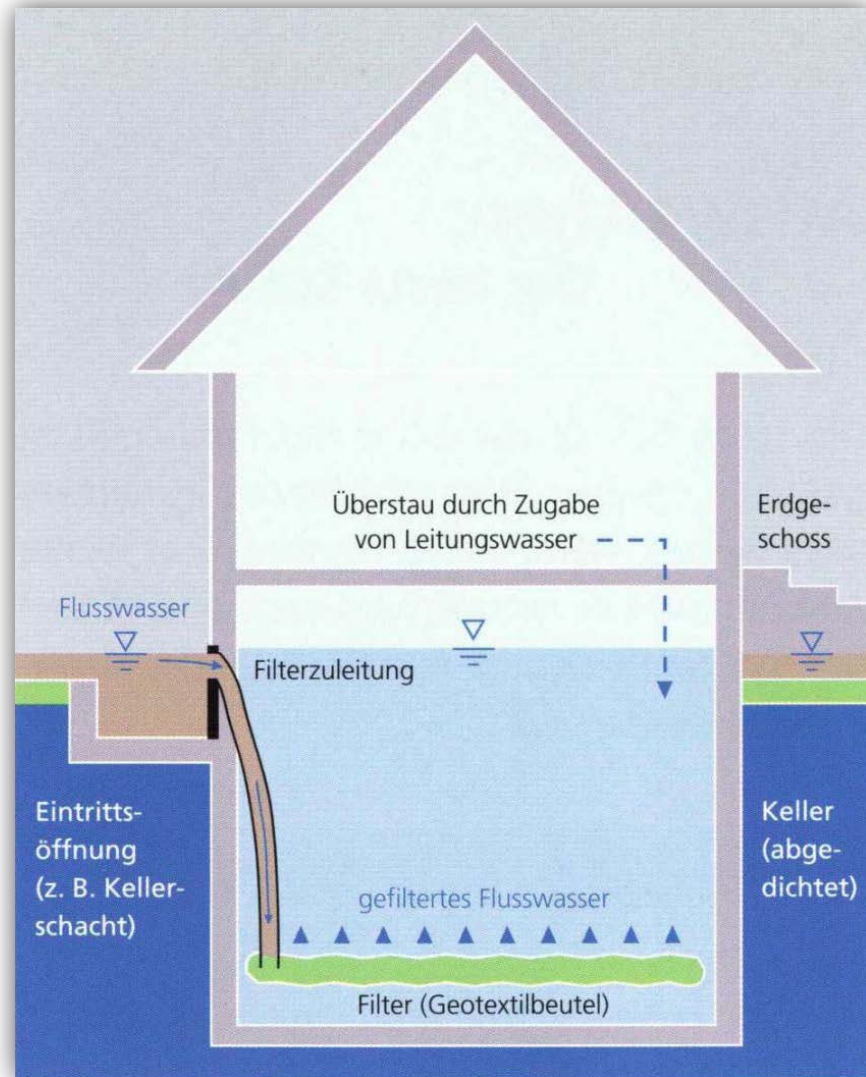 Überstau durch Zugabe
von Leitungswasser
Erdge-
schoss
Flusswasser
Filterzuleitung
Eintritts-
öffnung
(z. B. Keller-
schacht)
Keller
(abge-
dichtet)
gefiltertes Flusswasser
Filter (Geotextilbeutel)